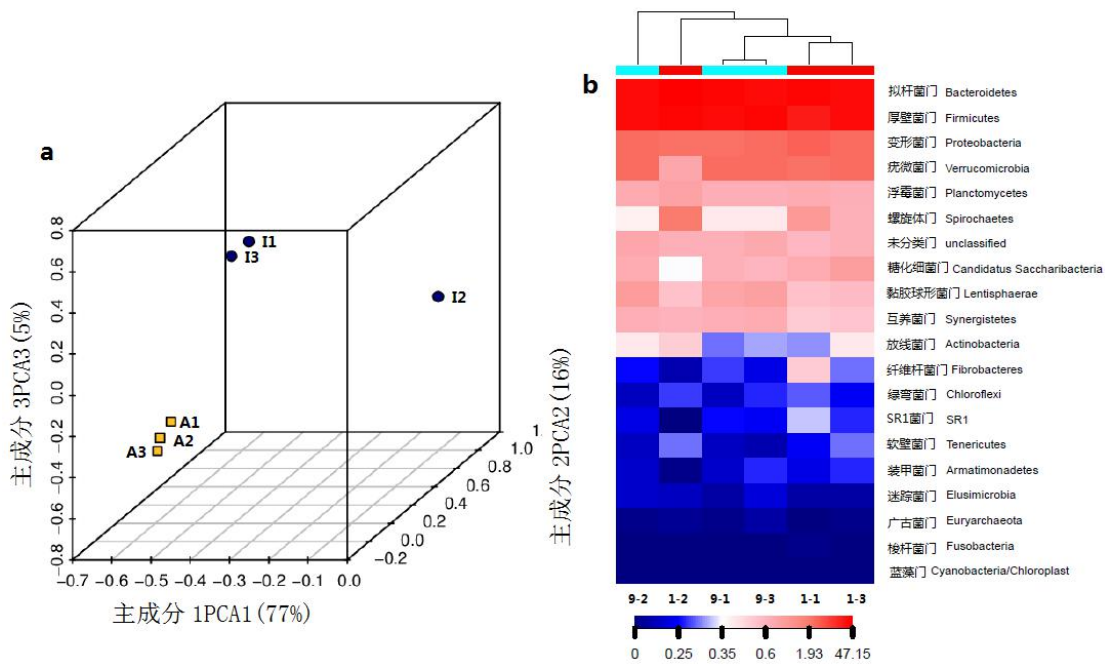 a
0.8
0.6
0.4
0.2
0.0
−0.2
−0.4
−0.6
−0.8
主成分 3PCA3(5%)
I1
I3
I2
A1
A2
A3
−0.7 −0.6 −0.5 −0.4 −0.3 −0.2 −0.1 0.0
主成分 1PCA1(77%)
1
1.0
0.8
0.6
0.4
0.2
0.0
−0.2
主成分 2PCA2(16%)
b
拟杆菌门 Bacteroidetes
厚壁菌门 Firmicutes
变形菌门 Proteobacteria
疣微菌门 Verrucomicrobia
浮霉菌门 Planctomycetes
螺旋体门 Spirochaetes
未分类门 unclassified
糖化细菌门 Candidatus Saccharibacteria
黏胶球形菌门 Lentisphaerae
互养菌门 Synergistetes
放线菌门 Actinobacteria
纤维杆菌门 Fibrobacteres
绿弯菌门 Chloroflexi
SR1菌门 SR1
软壁菌门 Tenericutes
装甲菌门 Armatimonadetes
迷踪菌门 Elusimicrobia
广古菌门 Euryarchaeota
梭杆菌门 Fusobacteria
蓝藻门 Cyanobacteria/Chloroplast
9-2 1-2 9-1 9-3 1-1 1-3
0 0.25 0.35 0.6 1.93 47.15